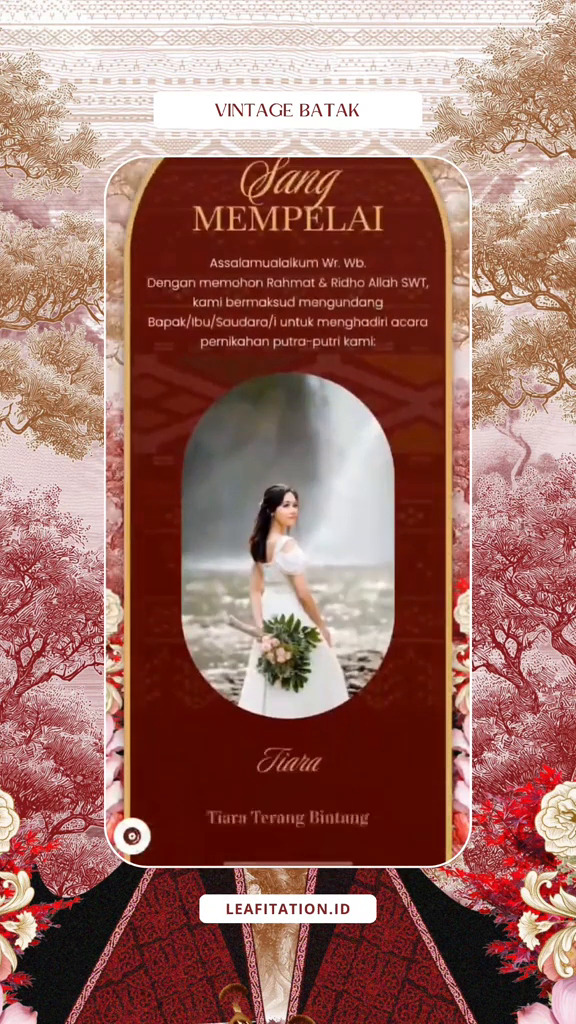 VINTAGE BATAK
Sang
MEMPELAI
Assalamualaikum Wr. Wb.
Dengan memohon Rahmat & Ridho Allah SWT,
kami bermaksud mengundang
Bapak/Ibu/Saudara/i untuk menghadiri acara
pernikahan putra-putri kami:
Tiara
Tiara Terang Bintang
LEAFITATION.ID